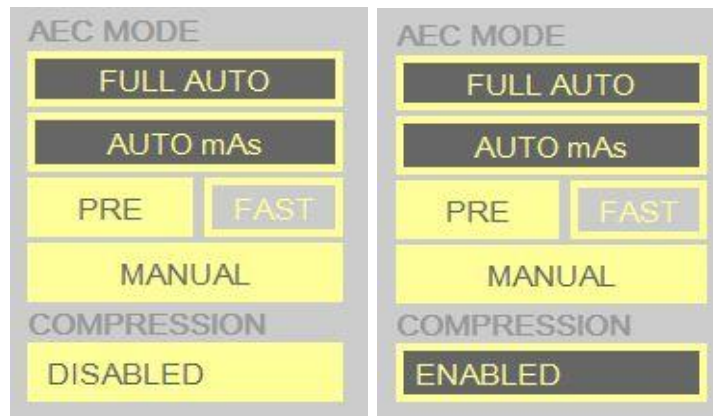 AEC MODE
FULL AUTO
AUTO mAs
PRE FAST
MANUAL
COMPRESSION
DISABLED
AEC MODE
FULL AUTO
AUTO mAs
PRE FAST
MANUAL
COMPRESSION
ENABLED